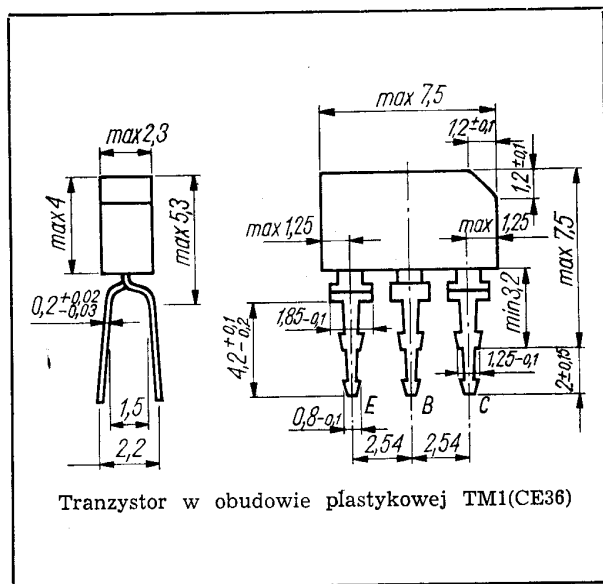 max 7,5
1,2±0,1
max 2,3
1,2±0,1
max 4
max 5,3
max 1,25
max 1,25
max 7,5
min 3,2
0,2 +0,02 -0,03
4,2 +0,1 -0,2
1,85-0,1
1,25-0,1
2±0,15
E B C
1,5
0,8-0,1
2,2
2,54 2,54
Tranzystor w obudowie plastykowej TM1(CE36)